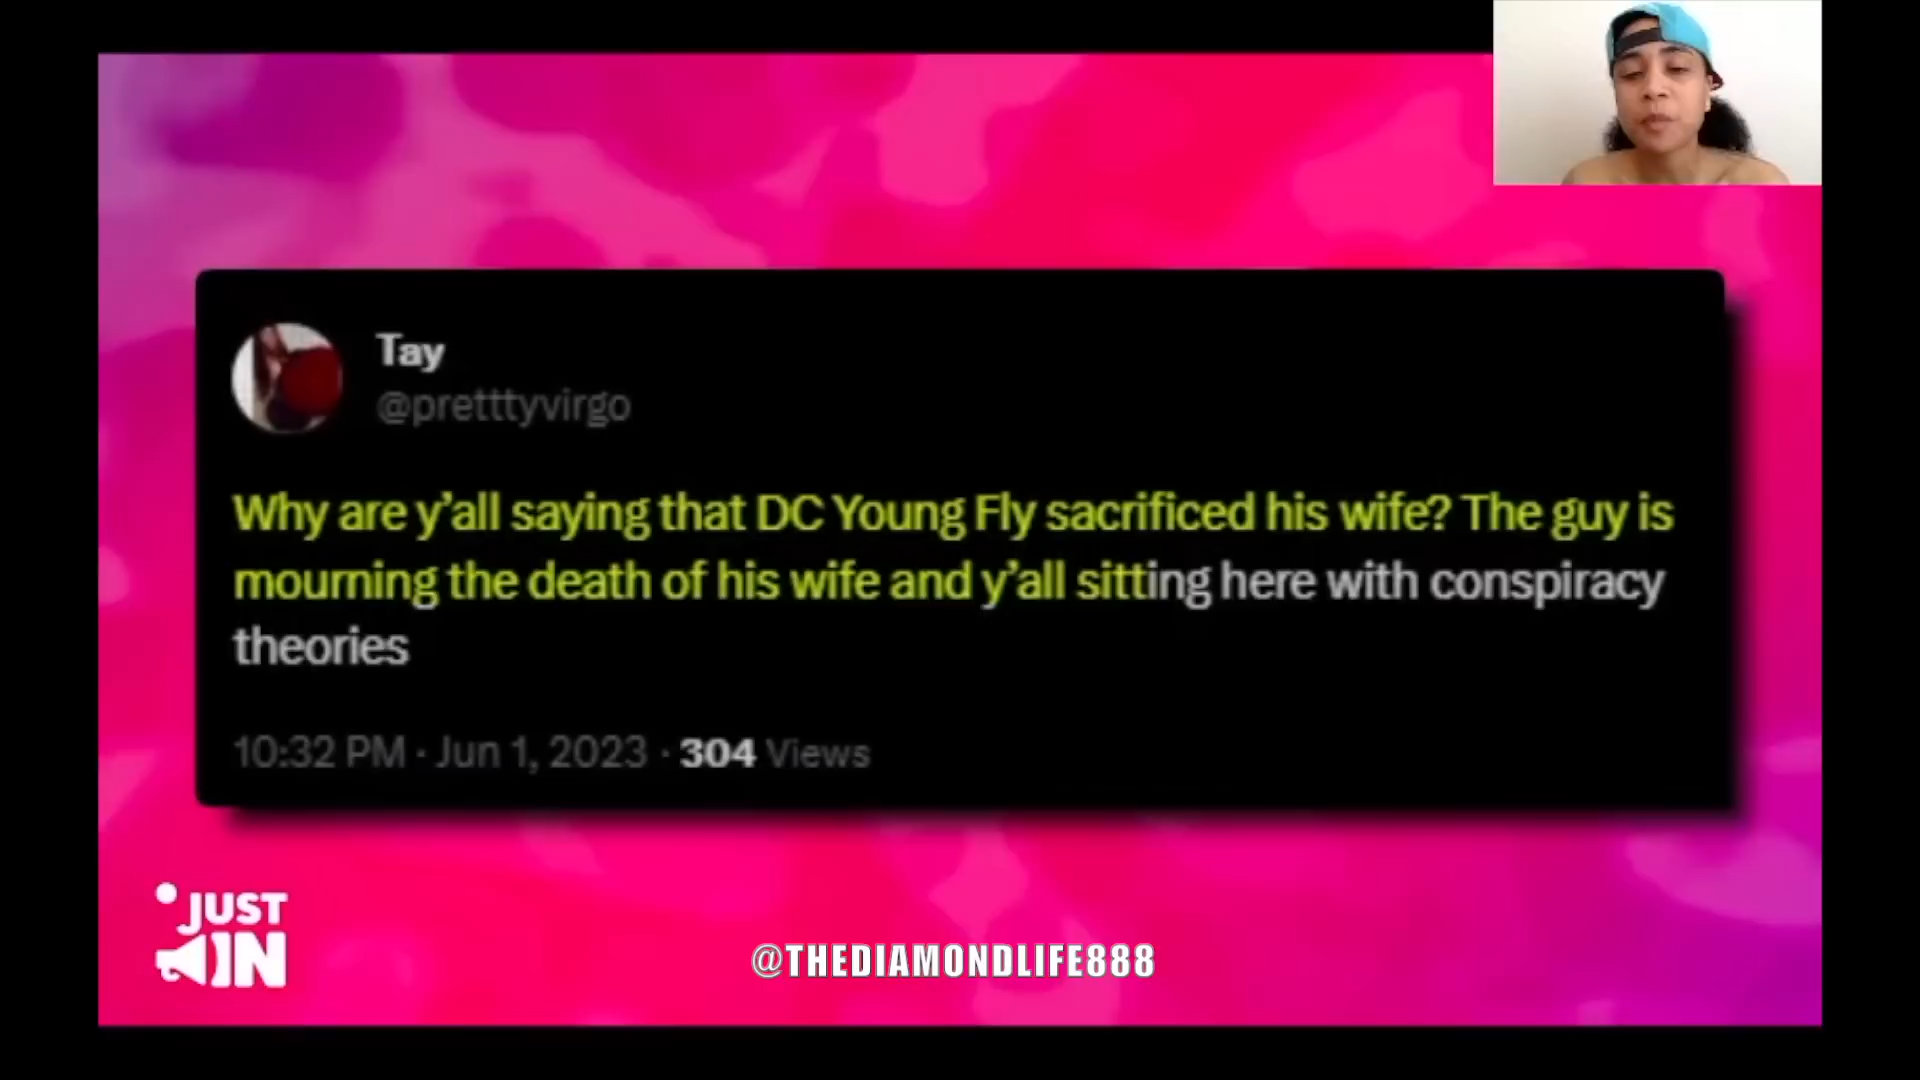 Tay
@pretttyvirgo
Why are y’all saying that DC Young Fly sacrificed his wife? The guy is
mourning the death of his wife and y’all sitting here with conspiracy
theories
10:32 PM · Jun 1, 2023 · 304 Views
JUST
IN
@THEDIAMONDLIFE888